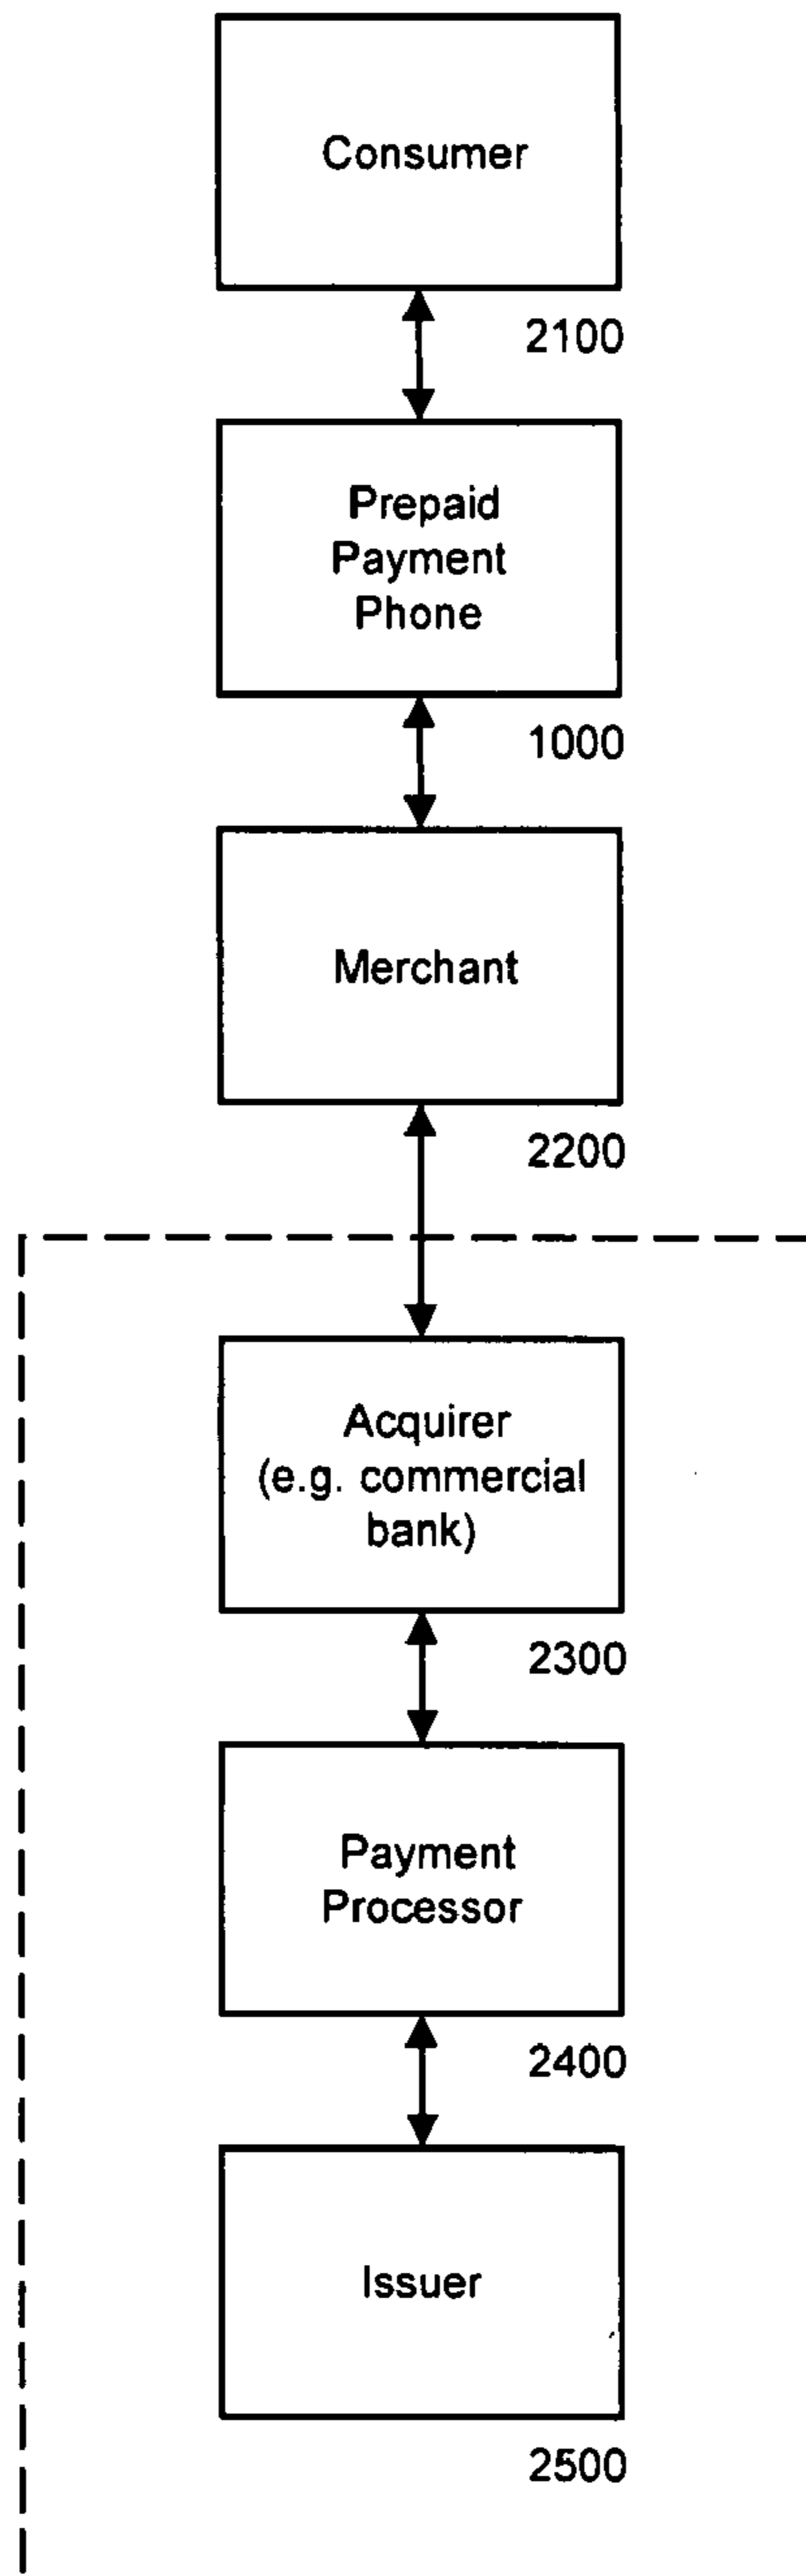 Consumer
2100
Prepaid
Payment
Phone
1000
Merchant
2200
Acquirer
(e.g. commercial
bank)
2300
Payment
Processor
2400
Issuer
2500